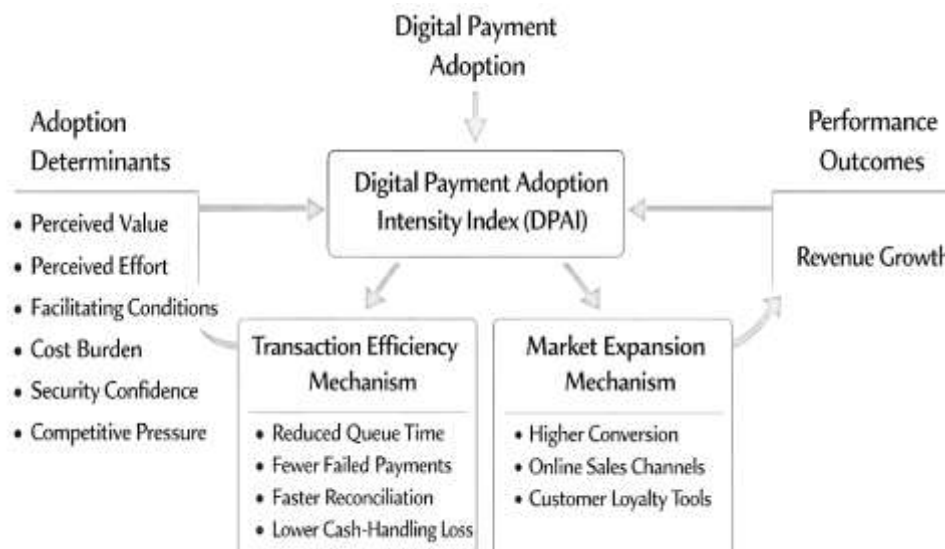 Digital Payment
Adoption
Adoption
Determinants
• Perceived Value
• Perceived Effort
• Facilitating Conditions
• Cost Burden
• Security Confidence
• Competitive Pressure
Digital Payment Adoption
Intensity Index (DPAI)
Performance
Outcomes
Revenue Growth
Transaction Efficiency
Mechanism
• Reduced Queue Time
• Fewer Failed Payments
• Faster Reconciliation
• Lower Cash-Handling Loss
Market Expansion
Mechanism
• Higher Conversion
• Online Sales Channels
• Customer Loyalty Tools